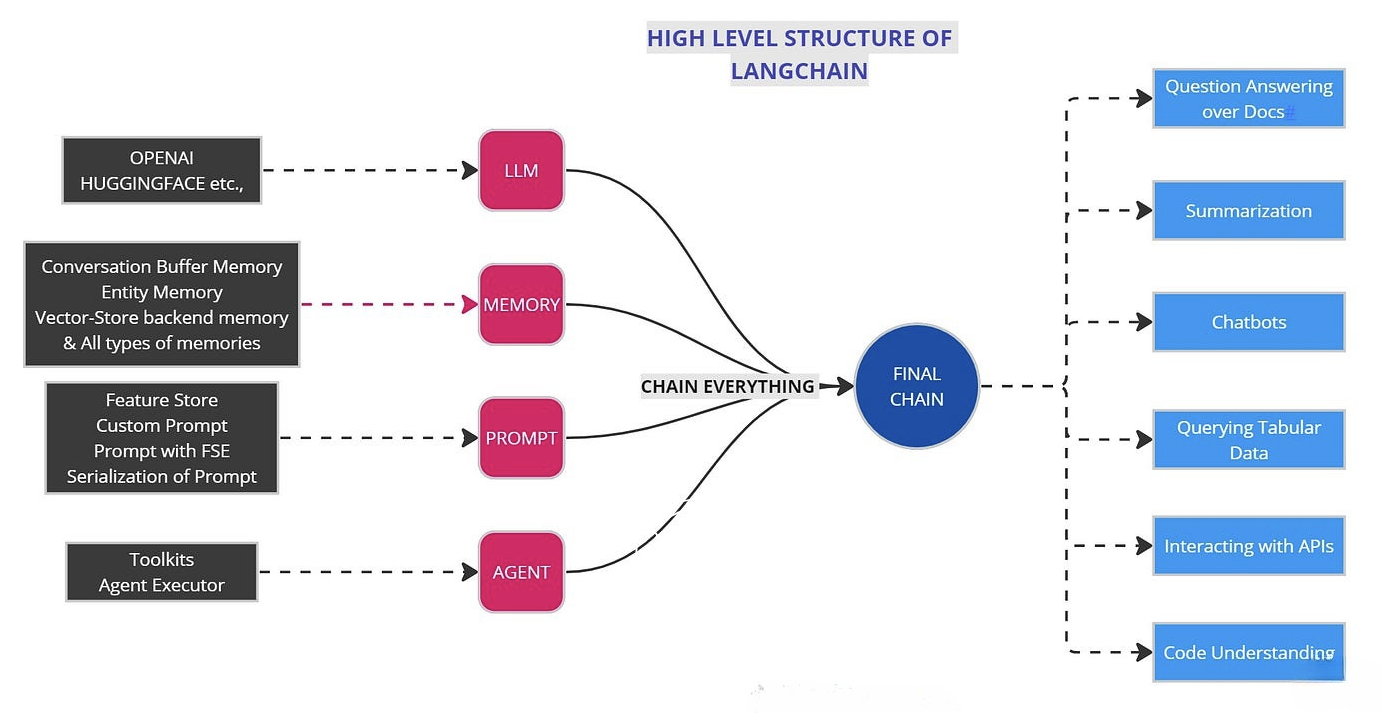 HIGH LEVEL STRUCTURE OF
LANGCHAIN
OPENAI
HUGGINGFACE etc.,
LLM
Conversation Buffer Memory
Entity Memory
Vector-Store backend memory
& All types of memories
MEMORY
Feature Store
Custom Prompt
Prompt with FSE
Serialization of Prompt
PROMPT
Toolkits
Agent Executor
AGENT
CHAIN EVERYTHING
FINAL
CHAIN
Question Answering
over Docs#
Summarization
Chatbots
Querying Tabular
Data
Interacting with APIs
Code Understanding